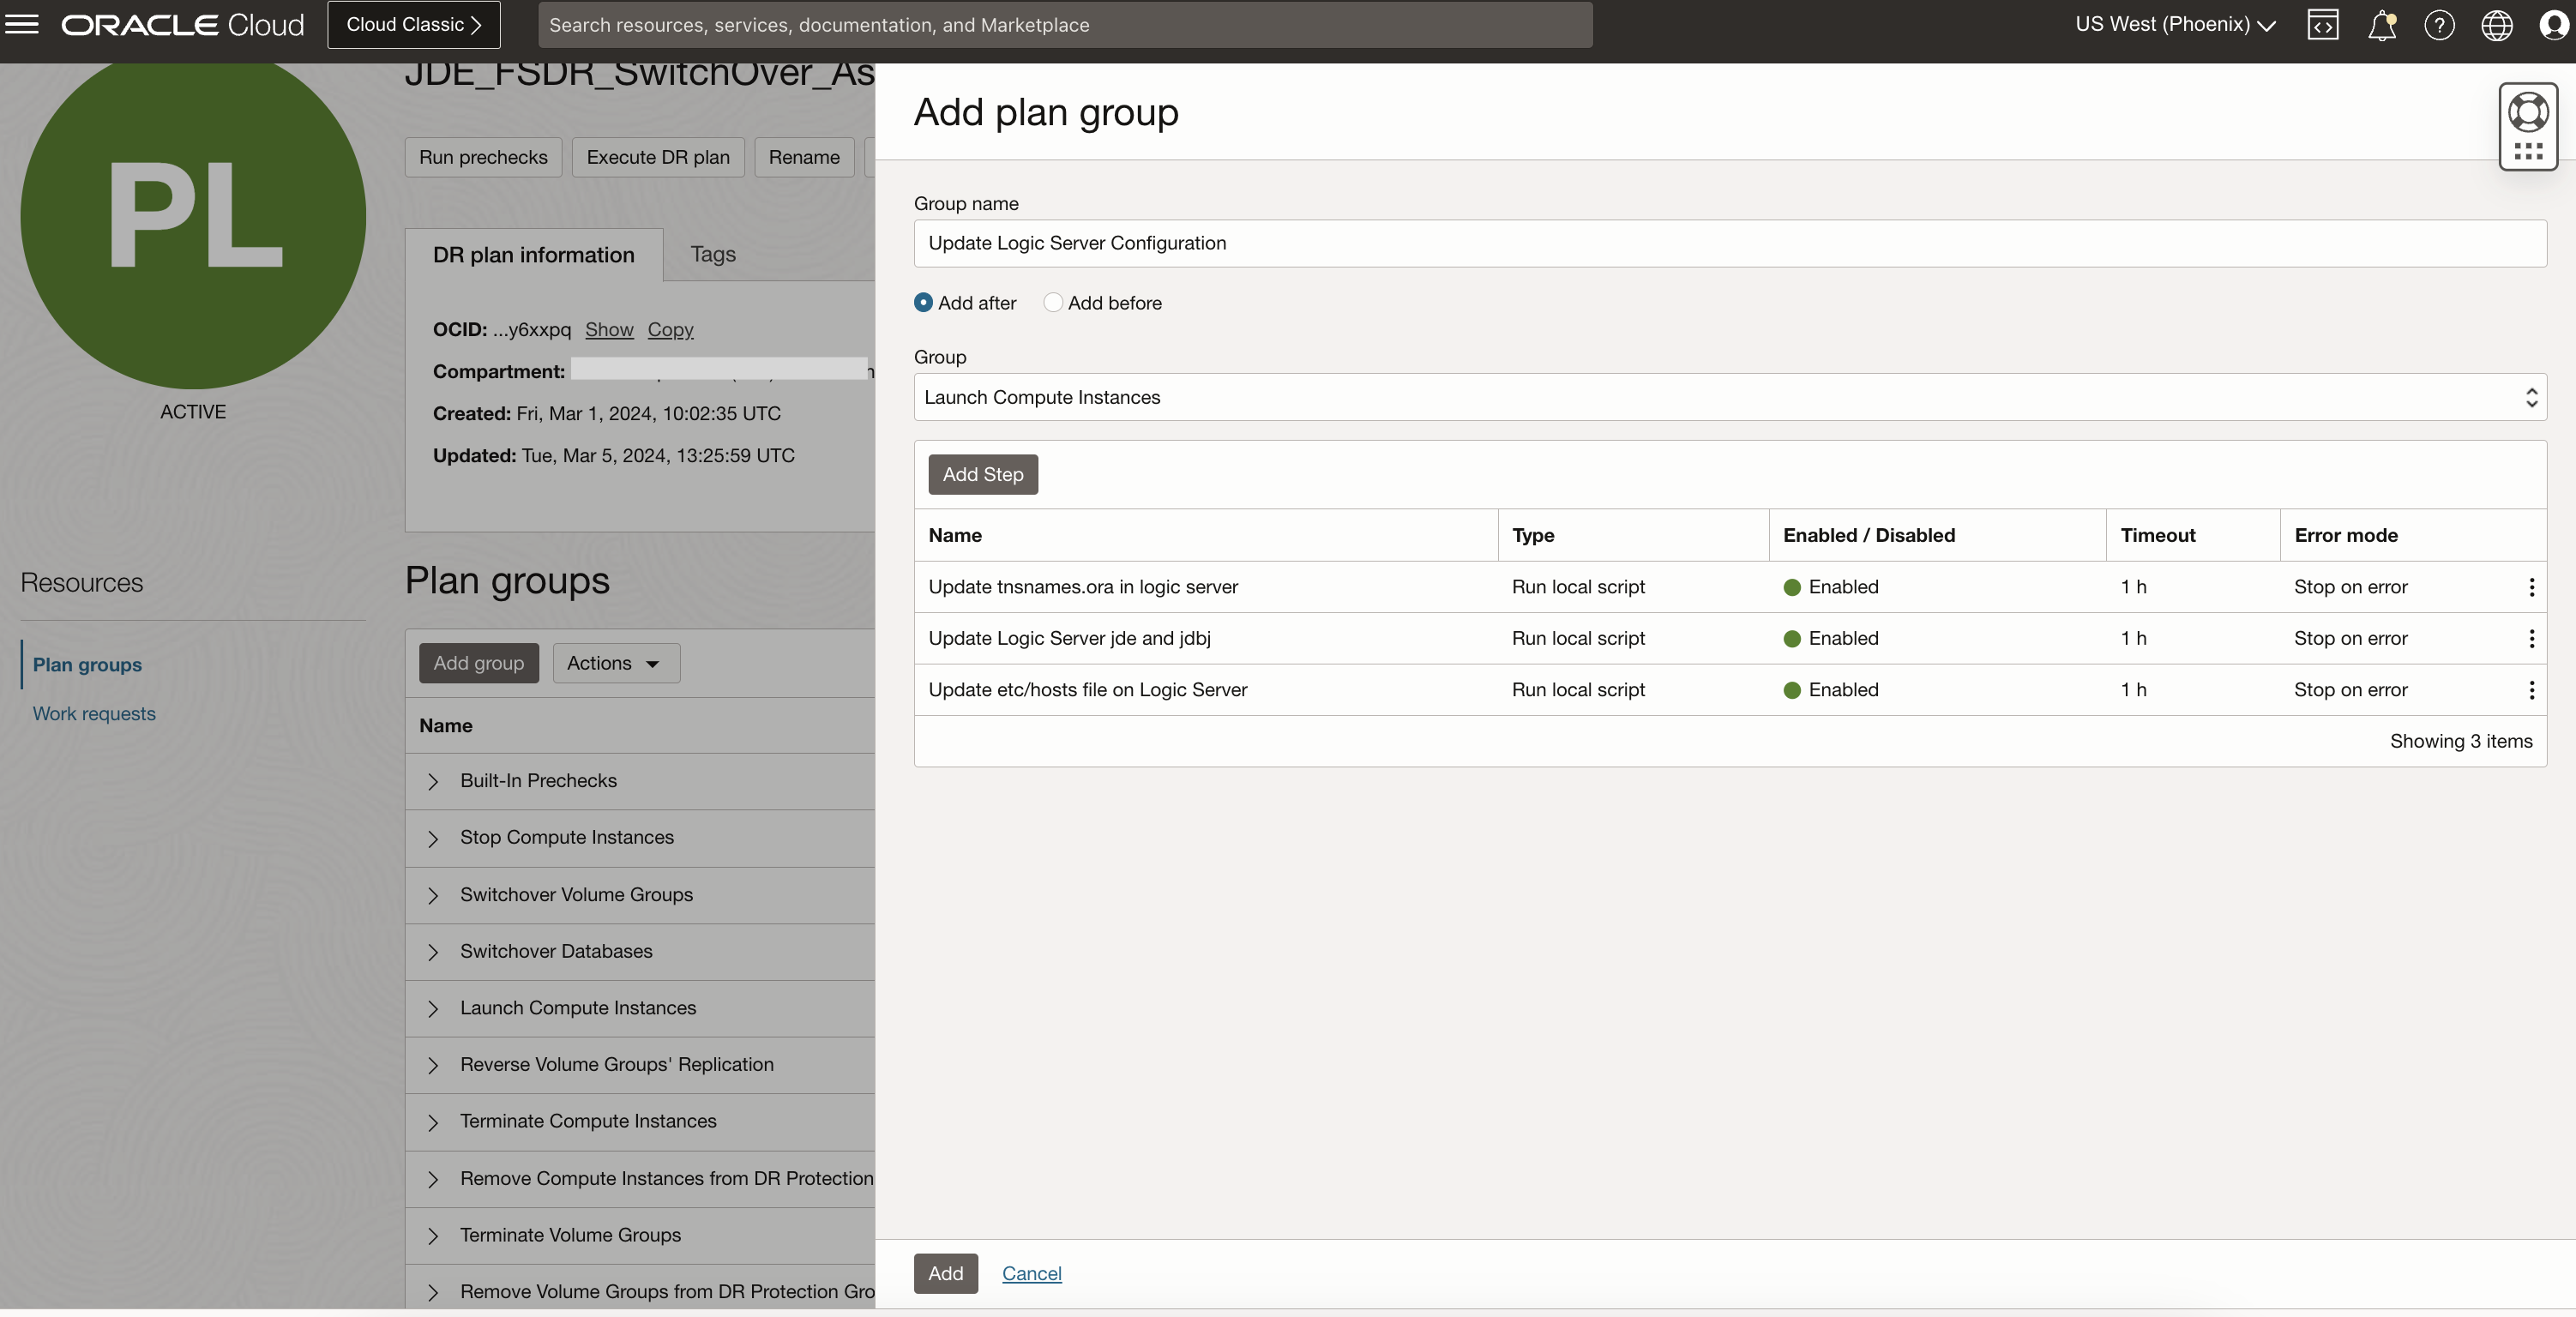 ORACLE Cloud
Cloud Classic
Search resources, services, documentation, and Marketplace
US West (Phoenix)
PL
ACTIVE
Resources
Plan groups
Work requests
JDE_FSDR_SwitchOver_As
Run prechecks
Execute DR plan
Rename
DR plan information
Tags
OCID: ...y6xxpq Show Copy
Compartment:
Created: Fri, Mar 1, 2024, 10:02:35 UTC
Updated: Tue, Mar 5, 2024, 13:25:59 UTC
Plan groups
Add group
Actions
Name
Built-In Prechecks
Stop Compute Instances
Switchover Volume Groups
Switchover Databases
Launch Compute Instances
Reverse Volume Groups' Replication
Terminate Compute Instances
Remove Compute Instances from DR Protection
Terminate Volume Groups
Remove Volume Groups from DR Protection Gro
Add plan group
Group name
Update Logic Server Configuration
Add after
Add before
Group
Launch Compute Instances
Add Step
Name Type Enabled / Disabled Timeout Error mode
Update tnsnames.ora in logic server Run local script Enabled 1 h Stop on error
Update Logic Server jde and jdbj Run local script Enabled 1 h Stop on error
Update etc/hosts file on Logic Server Run local script Enabled 1 h Stop on error
Showing 3 items
Add
Cancel